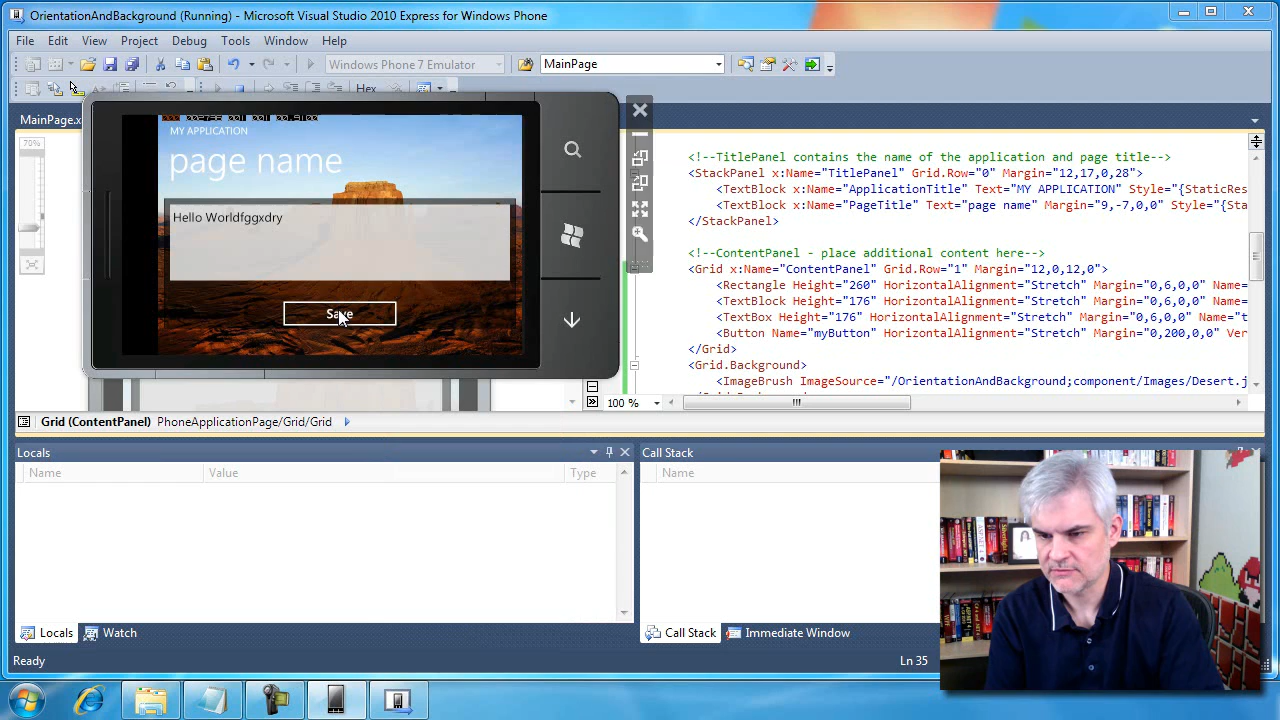 OrientationAndBackground (Running) - Microsoft Visual Studio 2010 Express for Windows Phone
File Edit View Project Debug Tools Window Help
Windows Phone 7 Emulator MainPage
Hex
MainPage.x
70%
MY APPLICATION
page name
Hello Worldfggxdry
Save
<!--TitlePanel contains the name of the application and page title-->
<StackPanel x:Name="TitlePanel" Grid.Row="0" Margin="12,17,0,28">
<TextBlock x:Name="ApplicationTitle" Text="MY APPLICATION" Style="{StaticRes
<TextBlock x:Name="PageTitle" Text="page name" Margin="9,-7,0,0" Style="{Sta
</StackPanel>
<!--ContentPanel - place additional content here-->
<Grid x:Name="ContentPanel" Grid.Row="1" Margin="12,0,12,0">
<Rectangle Height="260" HorizontalAlignment="Stretch" Margin="0,6,0,0"
<TextBlock Height="176" HorizontalAlignment="Stretch" Margin="0,6,0,0" Ver
<TextBox Height="176" HorizontalAlignment="Stretch" Margin="0,6,0,0" Name="t
<Button Name="myButton" HorizontalAlignment="Stretch" Margin="0,200,0,0" Ver
</Grid>
<Grid.Background>
<ImageBrush ImageSource="/OrientationAndBackground;component/Images/Desert.j
100 %
Grid (ContentPanel) PhoneApplicationPage/Grid/Grid
Locals
Name Value Type
Call Stack
Name
Locals Watch
Call Stack Immediate Window
Ready Ln 35